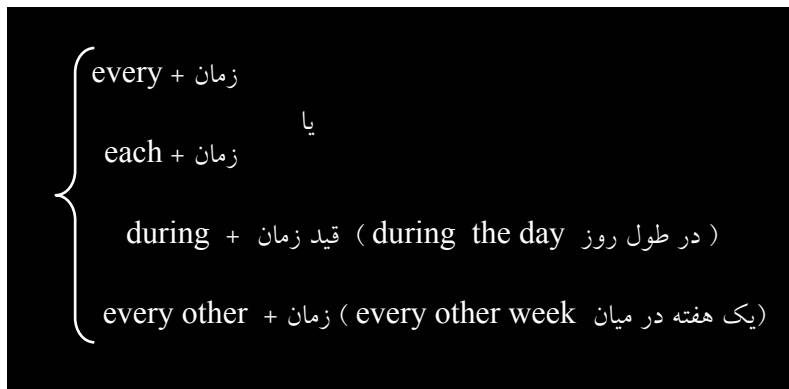 every + زمان
یا
each + زمان
during + قید زمان ( during the day در طول روز )
every other + زمان ( every other week یک هفته در میان)